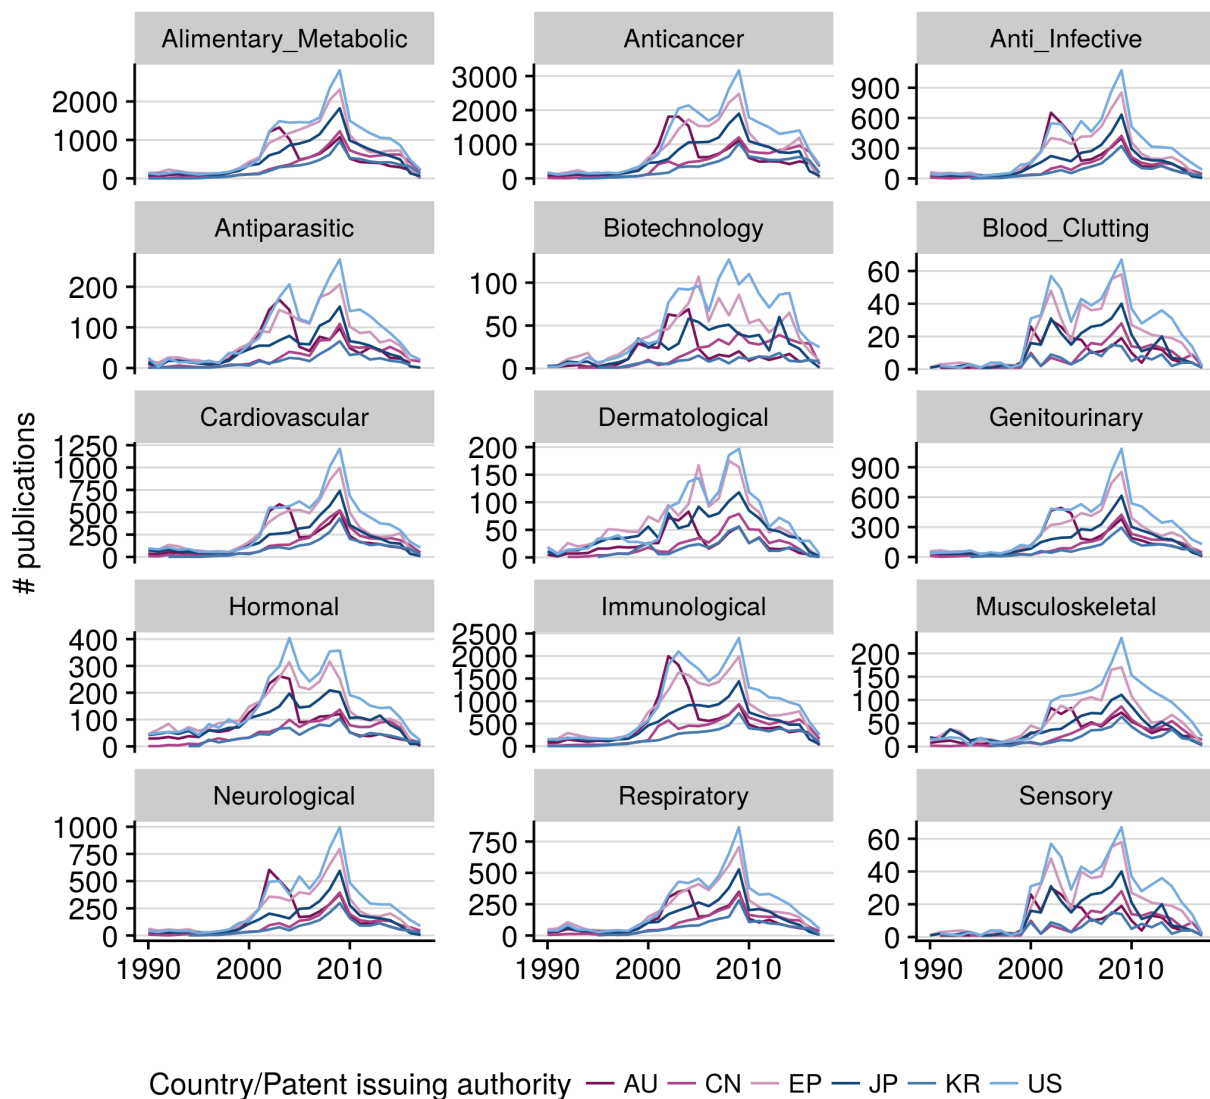 Alimentary_Metabolic Anticancer Anti_Infective
2000 1000 0
3000 2000 1000 0
900 600 300 0
Antiparasitic Biotechnology Blood_Clutting
200 100 0
100 50 0
60 40 20 0
Cardiovascular Dermatological Genitourinary
1250 1000 750 500 250 0
200 150 100 50 0
900 600 300 0
# publications
Hormonal Immunological Musculoskeletal
400 300 200 100 0
2500 2000 1500 1000 500 0
200 150 100 50 0
Neurological Respiratory Sensory
1000 750 500 250 0
750 500 250 0
60 40 20 0
1990 2000 2010 1990 2000 2010 1990 2000 2010
Country/Patent issuing authority AU CN EP JP KR US